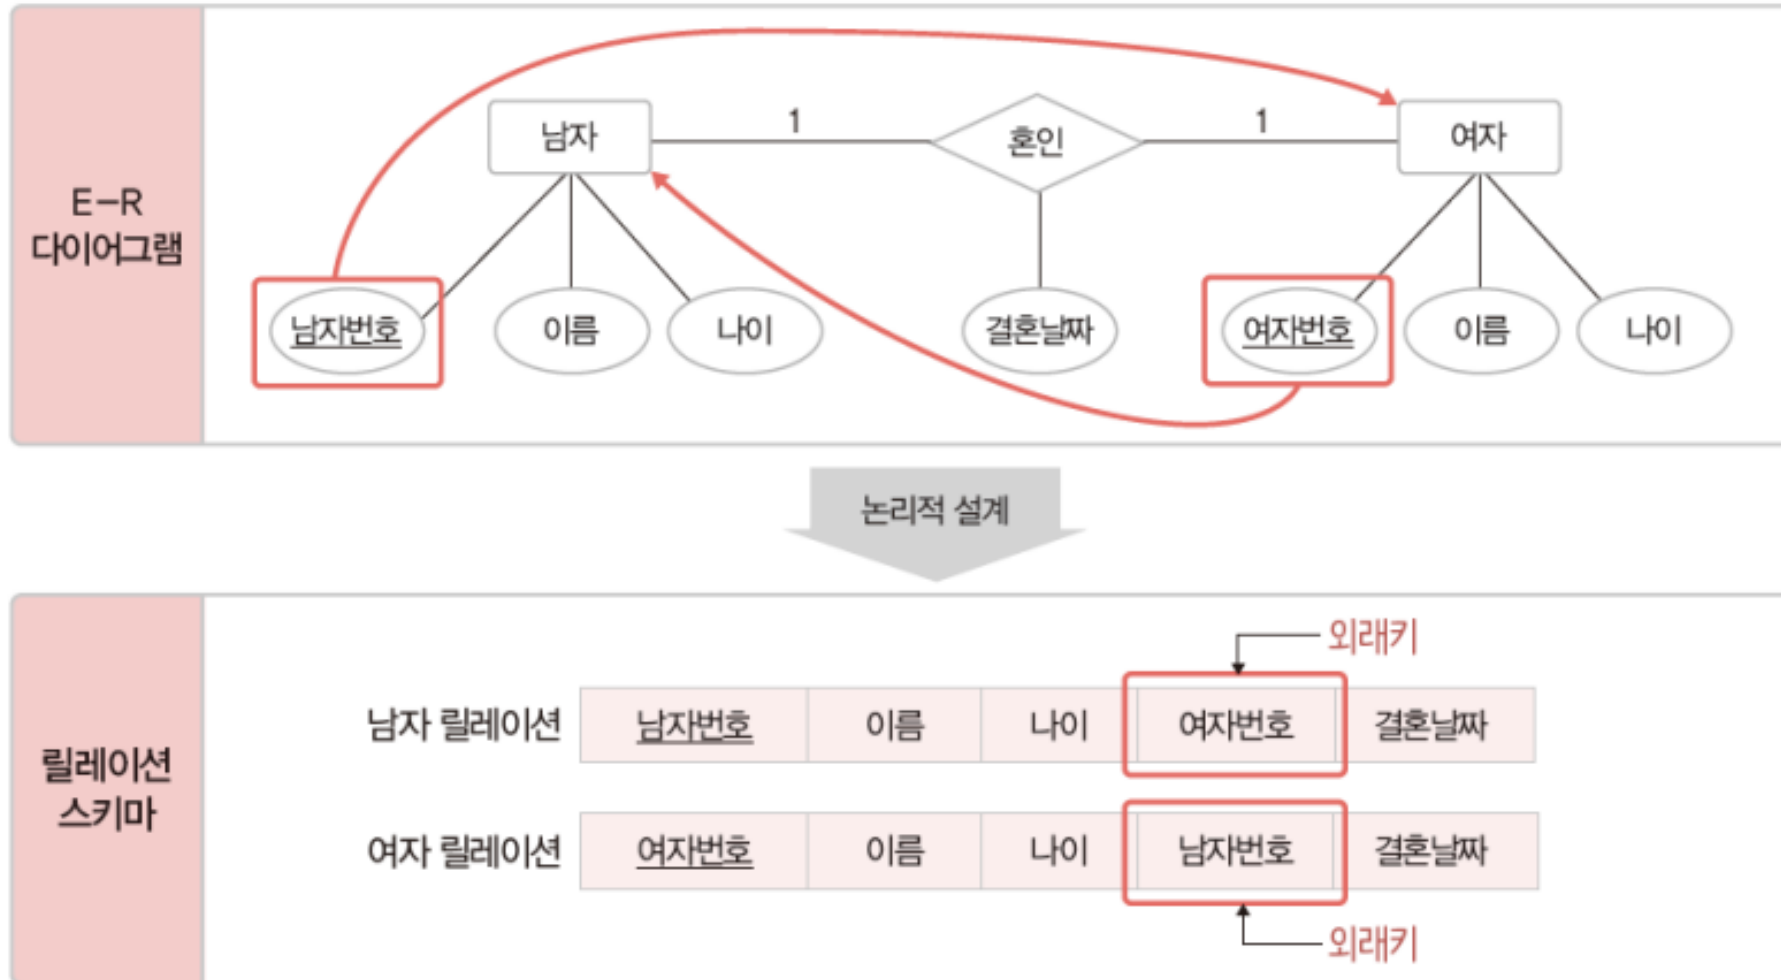 E-R
다이어그램
남자
1
혼인
1
여자
남자번호
이름
나이
결혼날짜
여자번호
이름
나이
논리적 설계
릴레이션
스키마
외래키
남자 릴레이션
남자번호
이름
나이
여자번호
결혼날짜
여자 릴레이션
여자번호
이름
나이
남자번호
결혼날짜
외래키